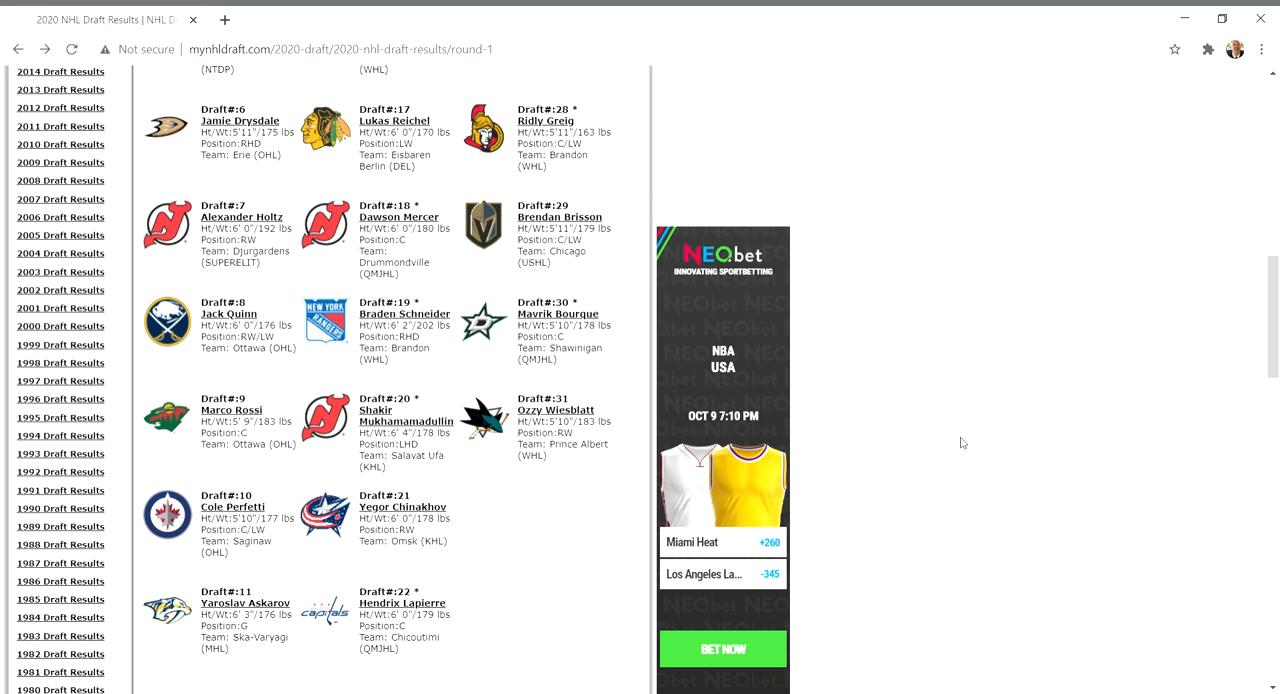 2020 NHL Draft Results | NHL D
Not secure | mynhldraft.com/2020-draft/2020-nhl-draft-results/round-1
2014 Draft Results
2013 Draft Results
2012 Draft Results
2011 Draft Results
2010 Draft Results
2009 Draft Results
2008 Draft Results
2007 Draft Results
2006 Draft Results
2005 Draft Results
2004 Draft Results
2003 Draft Results
2002 Draft Results
2001 Draft Results
2000 Draft Results
1999 Draft Results
1998 Draft Results
1997 Draft Results
1996 Draft Results
1995 Draft Results
1994 Draft Results
1993 Draft Results
1992 Draft Results
1991 Draft Results
1990 Draft Results
1989 Draft Results
1988 Draft Results
1987 Draft Results
1986 Draft Results
1985 Draft Results
1984 Draft Results
1983 Draft Results
1982 Draft Results
1981 Draft Results
1980 Draft Results
(NTDP)
Draft#:6
Jamie Drysdale
Ht/Wt:5'11"/175 lbs
Position:RHD
Team: Erie (OHL)
Draft#:7
Alexander Holtz
Ht/Wt:6' 0"/192 lbs
Position:RW
Team: Djurgardens
(SUPERELIT)
Draft#:8
Jack Quinn
Ht/Wt:6' 0"/176 lbs
Position:RW/LW
Team: Ottawa (OHL)
Draft#:9
Marco Rossi
Ht/Wt:5' 9"/183 lbs
Position:C
Team: Ottawa (OHL)
Draft#:10
Cole Perfetti
Ht/Wt:5'10"/177 lbs
Position:C/LW
Team: Saginaw
(OHL)
Draft#:11
Yaroslav Askarov
Ht/Wt:6' 3"/176 lbs
Position:G
Team: Ska-Varyagi
(MHL)
(WHL)
Draft#:17
Lukas Reichel
Ht/Wt:6' 0"/170 lbs
Position:LW
Team: Eisbaren
Berlin (DEL)
Draft#:18 *
Dawson Mercer
Ht/Wt:6' 0"/180 lbs
Position:C
Team:
Drummondville
(QMJHL)
NEW YORK
RANGERS
Draft#:19 *
Braden Schneider
Ht/Wt:6' 2"/202 lbs
Position:RHD
Team: Brandon
(WHL)
Draft#:20 *
Shakir
Mukhamamadullin
Ht/Wt:6' 4"/178 lbs
Position:LHD
Team: Salavat Ufa
(KHL)
Draft#:21
Yegor Chinakhov
Ht/Wt:6' 0"/178 lbs
Position:RW
Team: Omsk (KHL)
capitals
Draft#:22 *
Hendrix Lapierre
Ht/Wt:6' 0"/179 lbs
Position:C
Team: Chicoutimi
(QMJHL)
Draft#:28 *
Ridly Greig
Ht/Wt:5'11"/163 lbs
Position:C/LW
Team: Brandon
(WHL)
Draft#:29
Brendan Brisson
Ht/Wt:5'11"/179 lbs
Position:C/LW
Team: Chicago
(USHL)
D
Draft#:30 *
Mavrik Bourque
Ht/Wt:5'10"/178 lbs
Position:C
Team: Shawinigan
(QMJHL)
Draft#:31
Ozzy Wiesblatt
Ht/Wt:5'10"/183 lbs
Position:RW
Team: Prince Albert
(WHL)
NEO.bet
INNOVATING SPORTBETTING
NBA
USA
OCT 9 7:10 PM
Miami Heat +260
Los Angeles La... -345
BET NOW